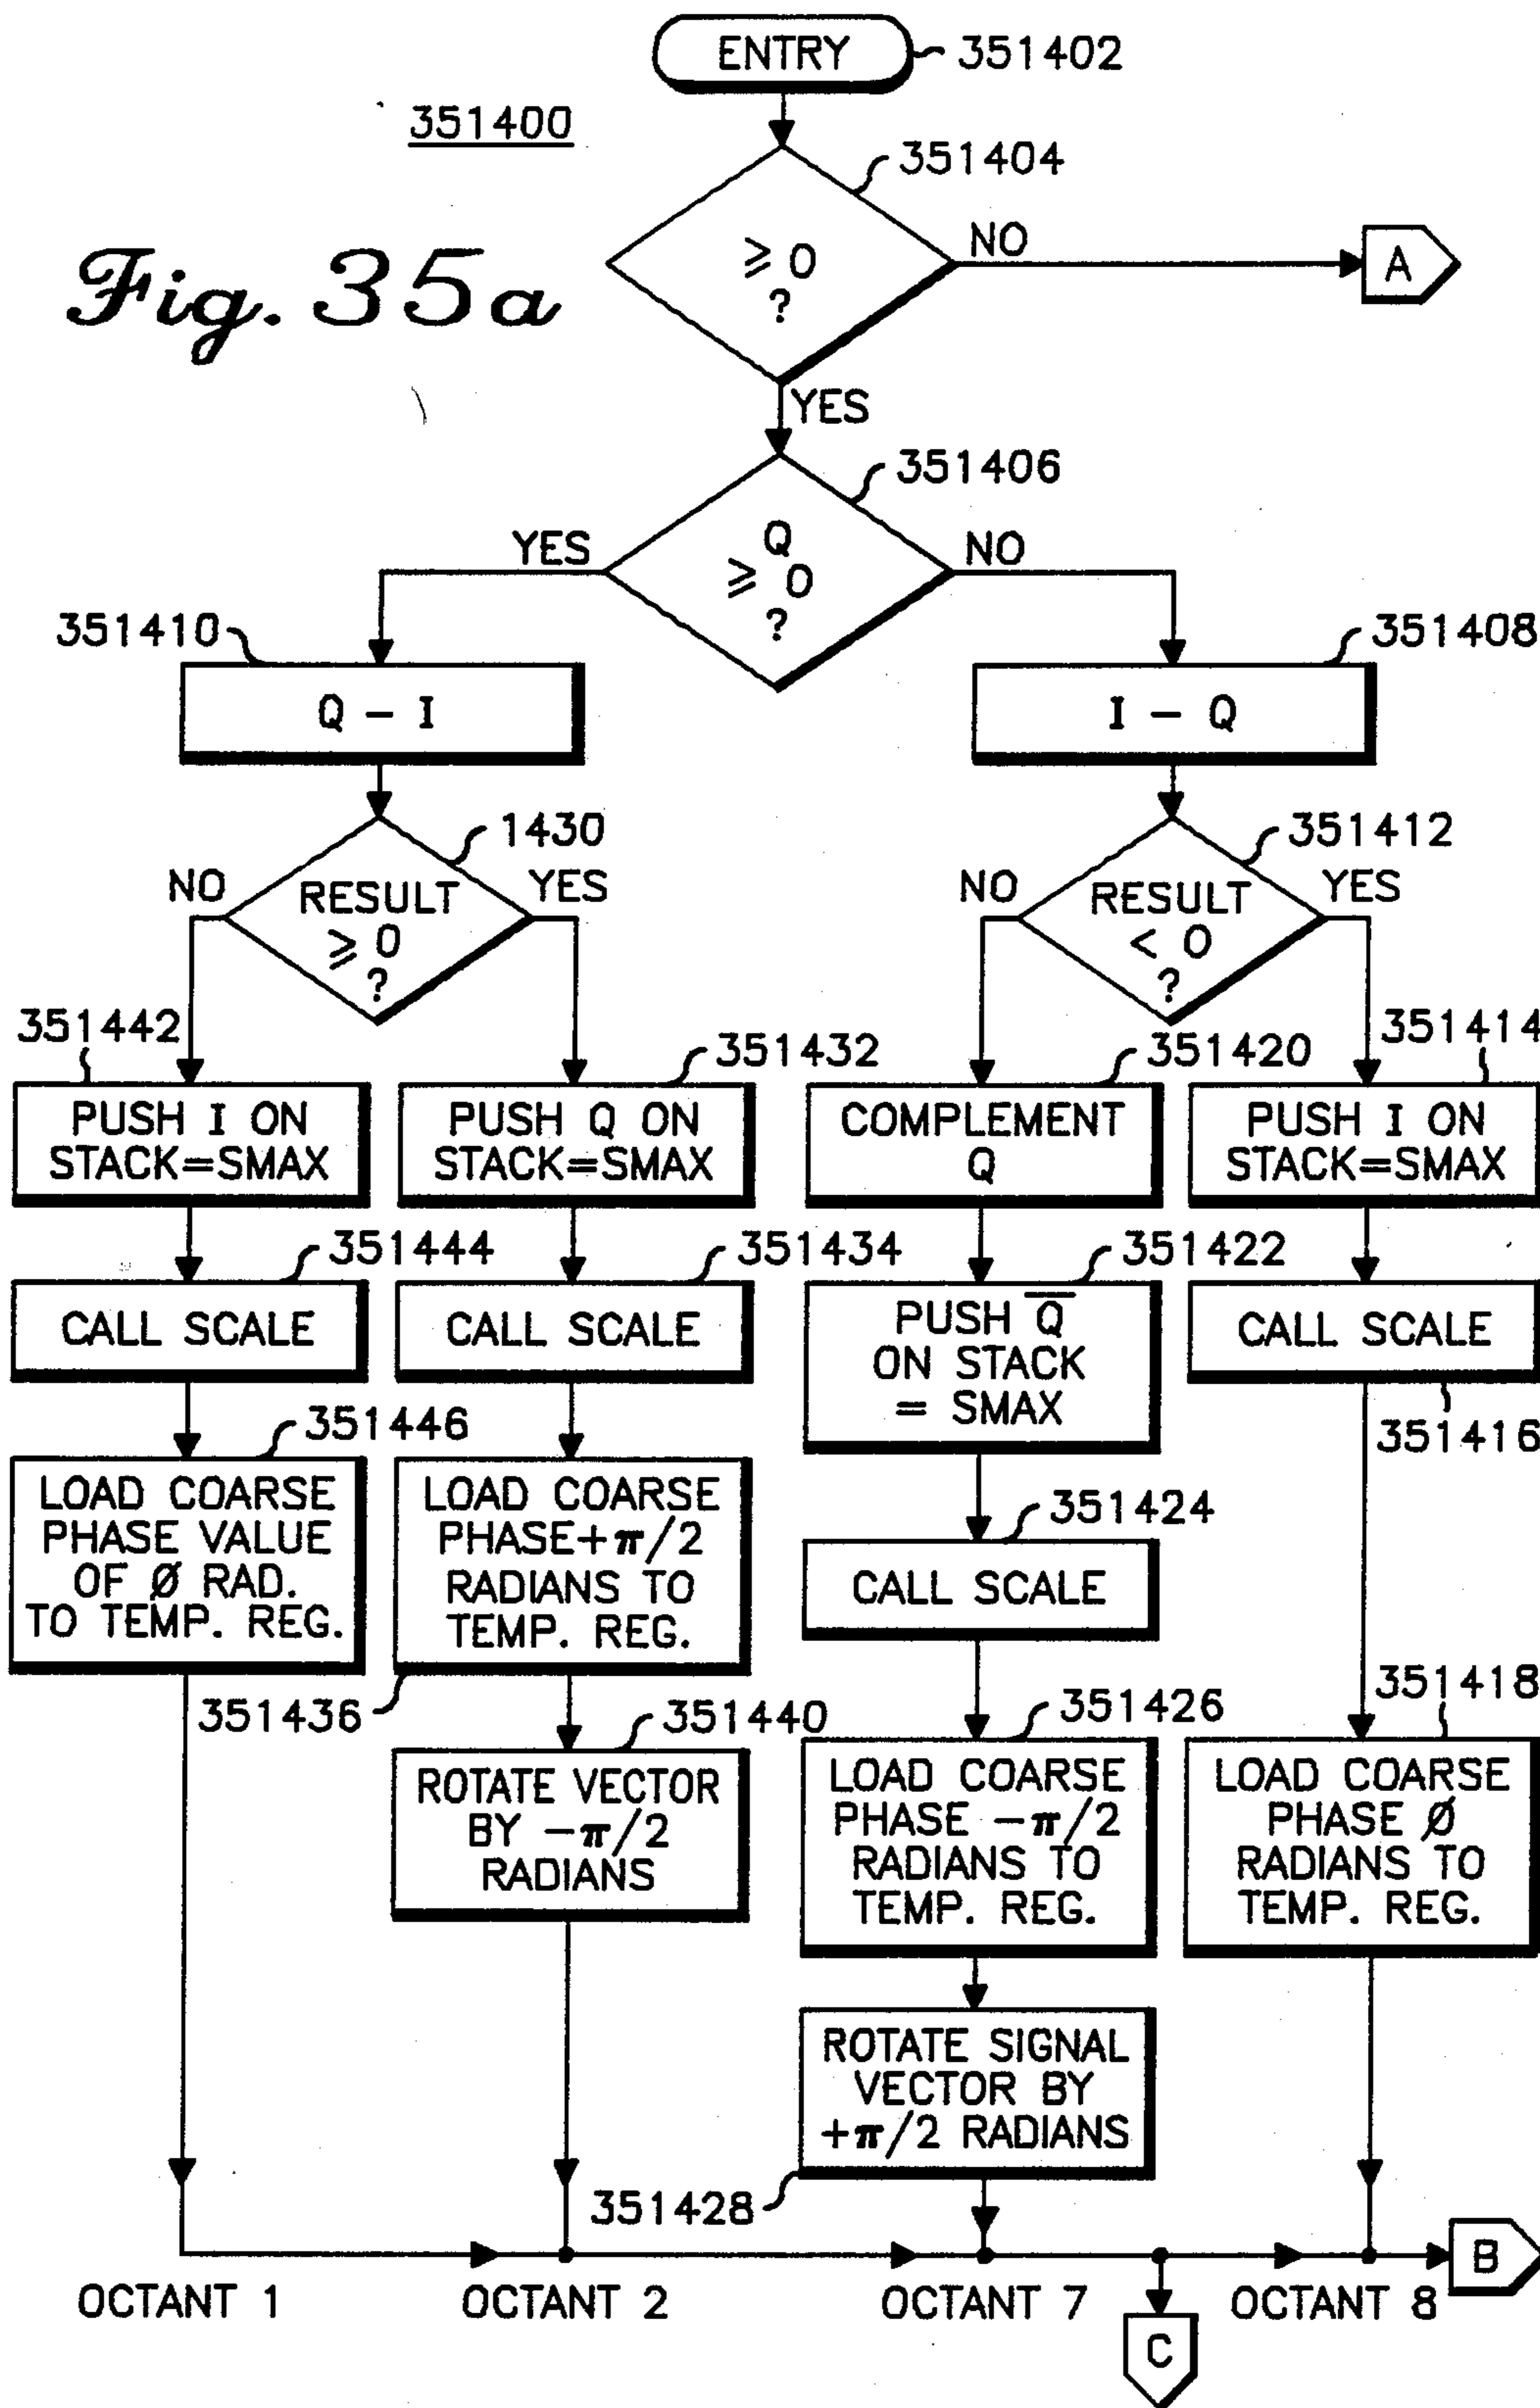 ENTRY
351402
351400
351404
Fig. 35a
≥ 0
?
NO
A
YES
351406
Q
≥ 0
?
YES
NO
351410
351408
Q - I
I - Q
1430
351412
NO
RESULT
≥ 0
?
YES
NO
RESULT
< 0
?
YES
351442
351432
351420
351414
PUSH I ON
STACK=SMAX
PUSH Q ON
STACK=SMAX
COMPLEMENT
Q
PUSH I ON
STACK=SMAX
351444
351434
351422
CALL SCALE
CALL SCALE
PUSH Q̅
ON STACK
= SMAX
CALL SCALE
351416
351446
LOAD COARSE
PHASE VALUE
OF Ø RAD.
TO TEMP. REG.
LOAD COARSE
PHASE+π/2
RADIANS TO
TEMP. REG.
351424
CALL SCALE
351436
351440
351426
351418
ROTATE VECTOR
BY -π/2
RADIANS
LOAD COARSE
PHASE -π/2
RADIANS TO
TEMP. REG.
LOAD COARSE
PHASE Ø
RADIANS TO
TEMP. REG.
ROTATE SIGNAL
VECTOR BY
+π/2 RADIANS
351428
B
OCTANT 1
OCTANT 2
OCTANT 7
OCTANT 8
C